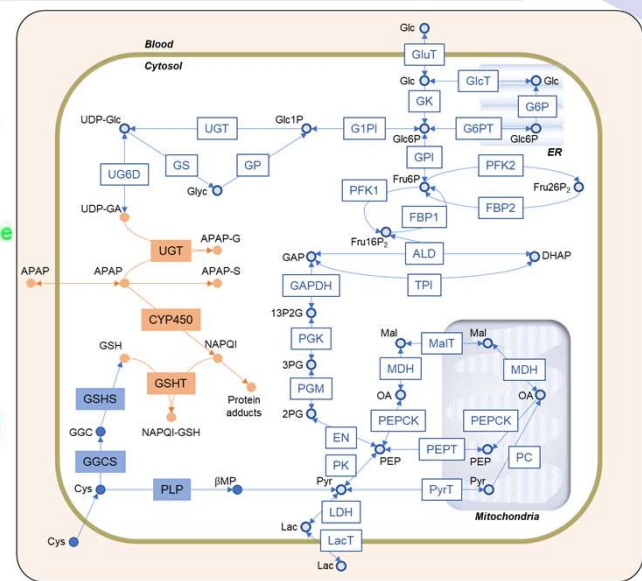 Blood
Cytosol
Glc
GluT
Glc
GlcT
Glc
GK
G6P
UDP-Glc
UGT
Glc1P
G1PI
Glc6P
G6PT
Glc6P
ER
GS
GP
GPI
PFK2
UG6D
Glyc
Fru6P
PFK1
Fru26P2
UDP-GA
FBP1
FBP2
e
UGT
APAP-G
Fru16P2
ALD
GAP
DHAP
APAP
APAP
APAP-S
GAPDH
TPI
13P2G
CYP450
PGK
Mal
MalT
Mal
GSH
NAPQI
MDH
MDH
3PG
GSHT
PGM
OA
OA
GSHS
Protein
adducts
2PG
PEPCK
PEPCK
NAPQI-GSH
GGC
EN
PC
GGCS
PEP
PEPT
PEP
PK
Cys
PLP
βMP
Pyr
PyrT
Pyr
LDH
Mitochondria
Lac
Cys
LacT
Lac